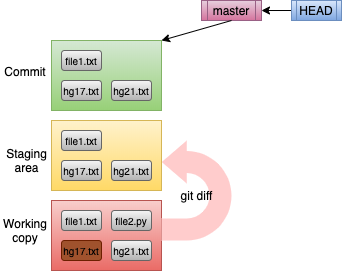 master
HEAD
Commit
file1.txt
hg17.txt
hg21.txt
Staging
area
file1.txt
hg17.txt
hg21.txt
git diff
Working
copy
file1.txt
file2.py
hg17.txt
hg21.txt